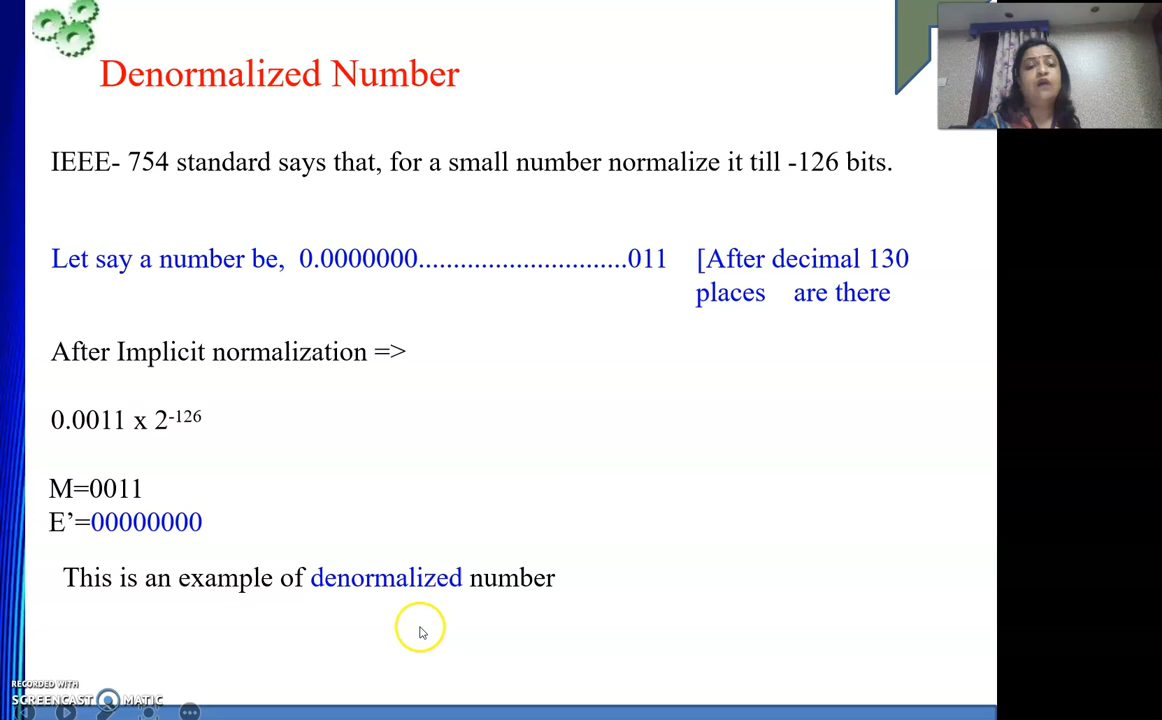 Denormalized Number
IEEE- 754 standard says that, for a small number normalize it till -126 bits.
Let say a number be, 0.0000000..............................011 [After decimal 130
places are there
After Implicit normalization =>
0.0011 x 2-126
M=0011
E’=00000000
This is an example of denormalized number
RECORDED WITH
SCREENCAST MATIC